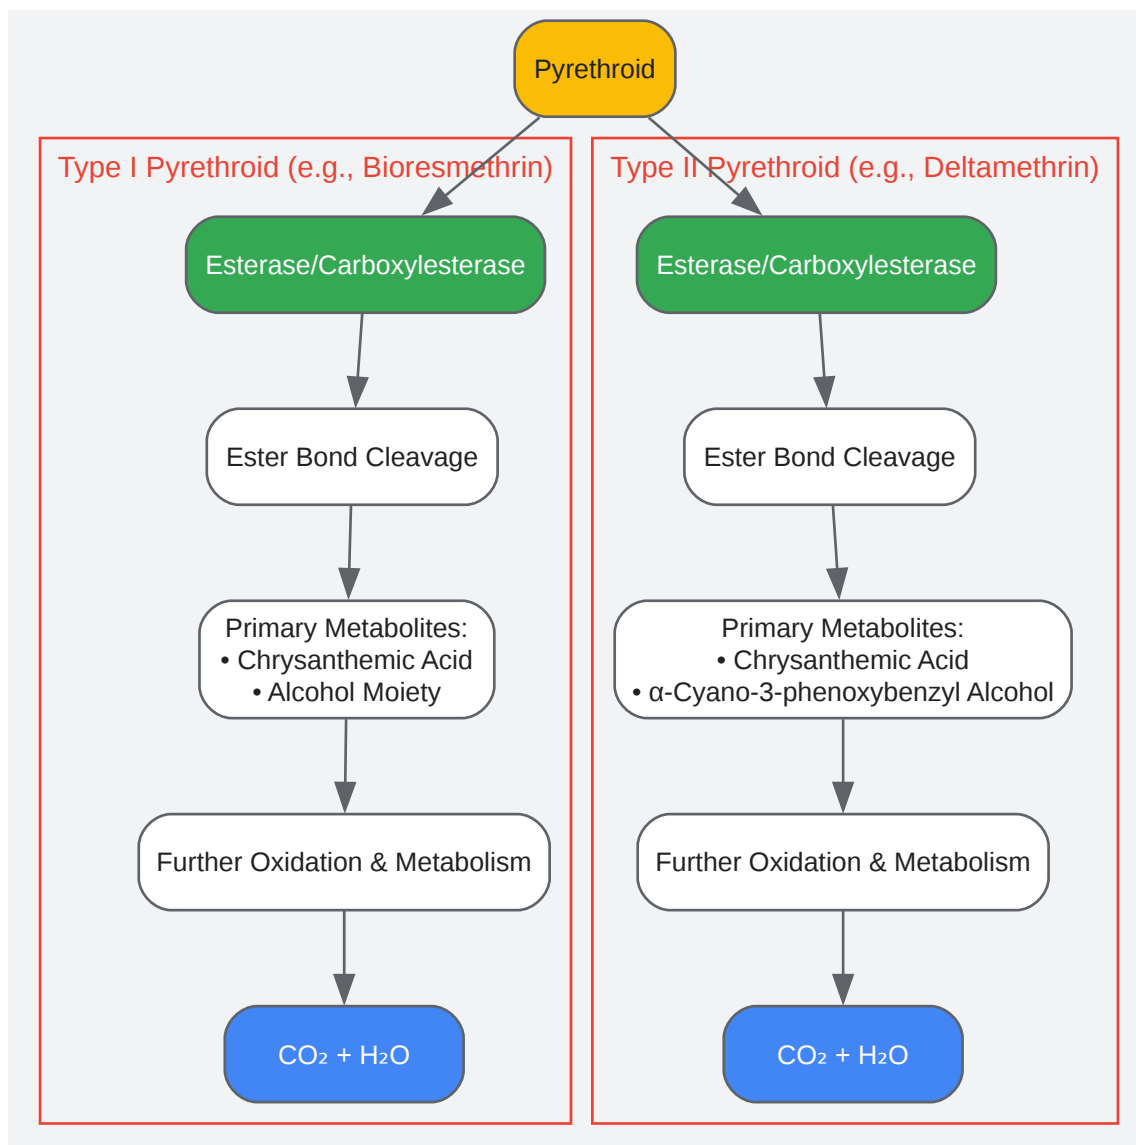 Pyrethroid
Type I Pyrethroid (e.g., Bioresmethrin)
Esterase/Carboxylesterase
Ester Bond Cleavage
Primary Metabolites:
• Chrysanthemic Acid
• Alcohol Moiety
Further Oxidation & Metabolism
CO₂ + H₂O
Type II Pyrethroid (e.g., Deltamethrin)
Esterase/Carboxylesterase
Ester Bond Cleavage
Primary Metabolites:
• Chrysanthemic Acid
• α-Cyano-3-phenoxybenzyl Alcohol
Further Oxidation & Metabolism
CO₂ + H₂O